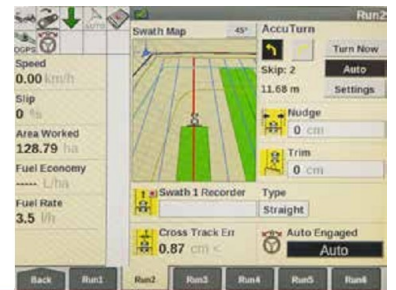 Run2
Swath Map
45°
AccuTurn
AUTO
DGPS
Turn Now
Speed
0.00 km/h
Skip: 2
Auto
11.68 m
Settings
Slip
0 %
Nudge
0 cm
Area Worked
128.79 ha
Trim
0 cm
Fuel Economy
----- L/ha
Swath 1 Recorder
Type
Straight
Fuel Rate
3.5 l/h
Cross Track Err
0.87 cm <
Auto Engaged
Auto
Back
Run1
Run2
Run3
Run4
Run5
Run6